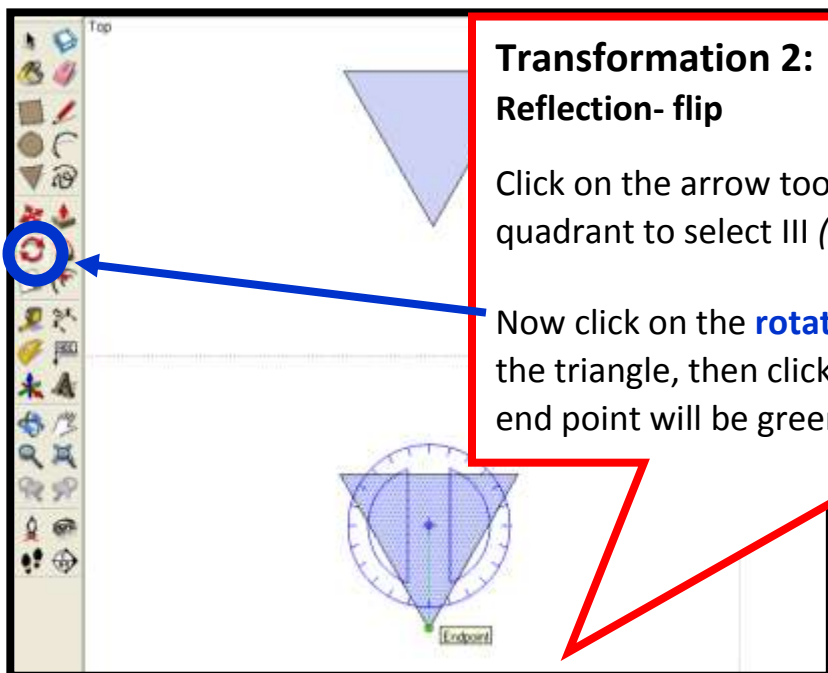 Top
Transformation 2:
Reflection- flip
Click on the arrow too
quadrant to select III (
Now click on the rotat
the triangle, then click
end point will be green
Endpoint